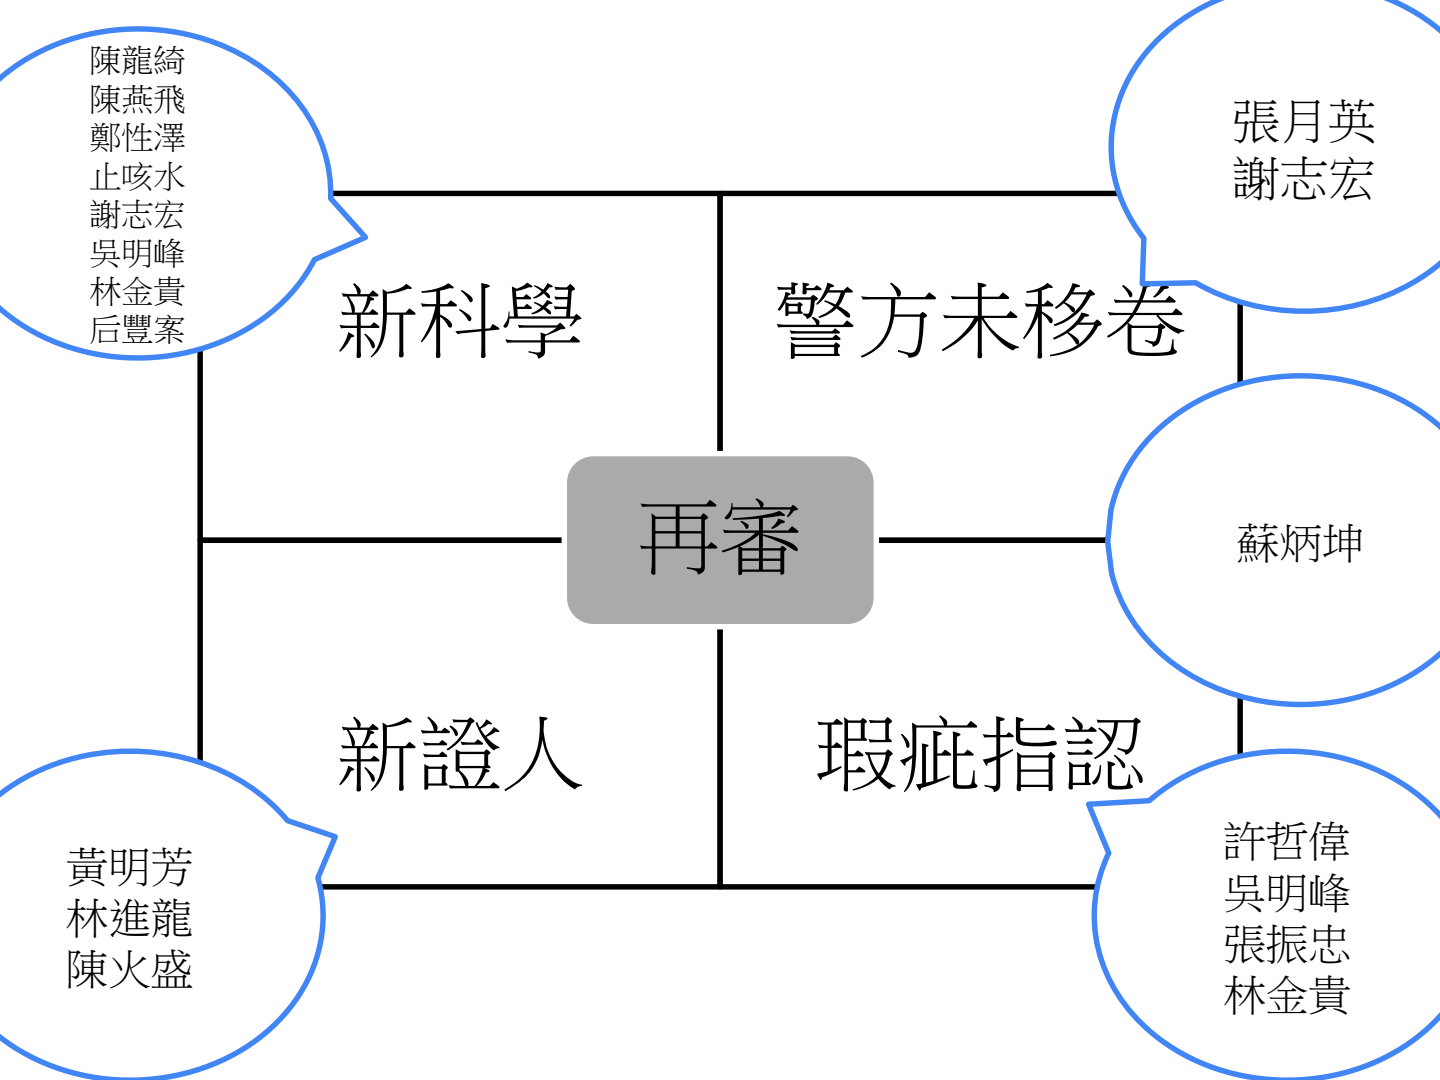 陳龍綺
陳燕飛
鄭性澤
止咳水
謝志宏
吳明峰
林金貴
后豐案
張月英
謝志宏
新科學
警方未移卷
再審
蘇炳坤
新證人
瑕疵指認
黃明芳
林進龍
陳火盛
許哲偉
吳明峰
張振忠
林金貴